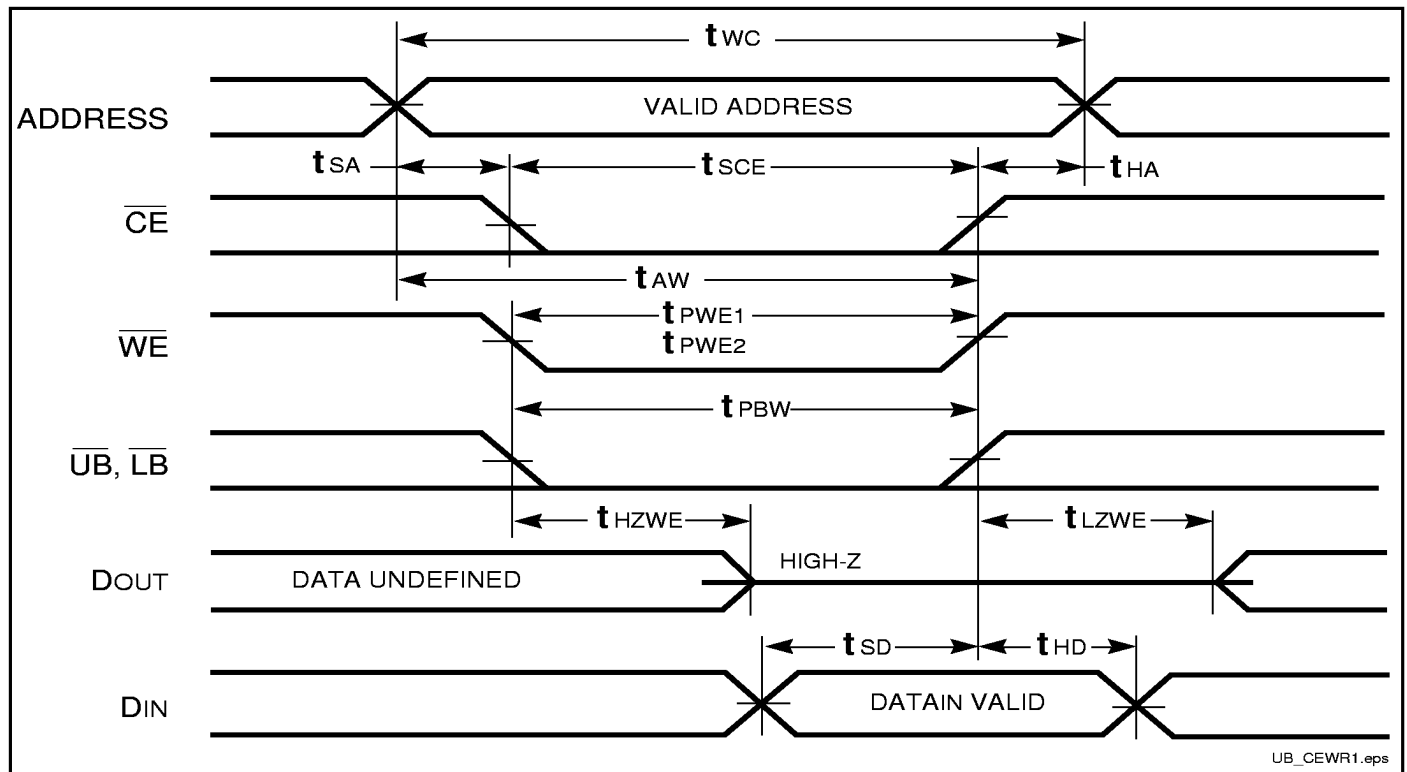 tWC
ADDRESS
VALID ADDRESS
tSA
tSCE
tHA
CE
tAW
WE
tPWE1
tPWE2
tPBW
UB, LB
tHZWE
tLZWE
DOUT
DATA UNDEFINED
HIGH-Z
tSD
tHD
DIN
DATAIN VALID
UB_CEWR1.eps